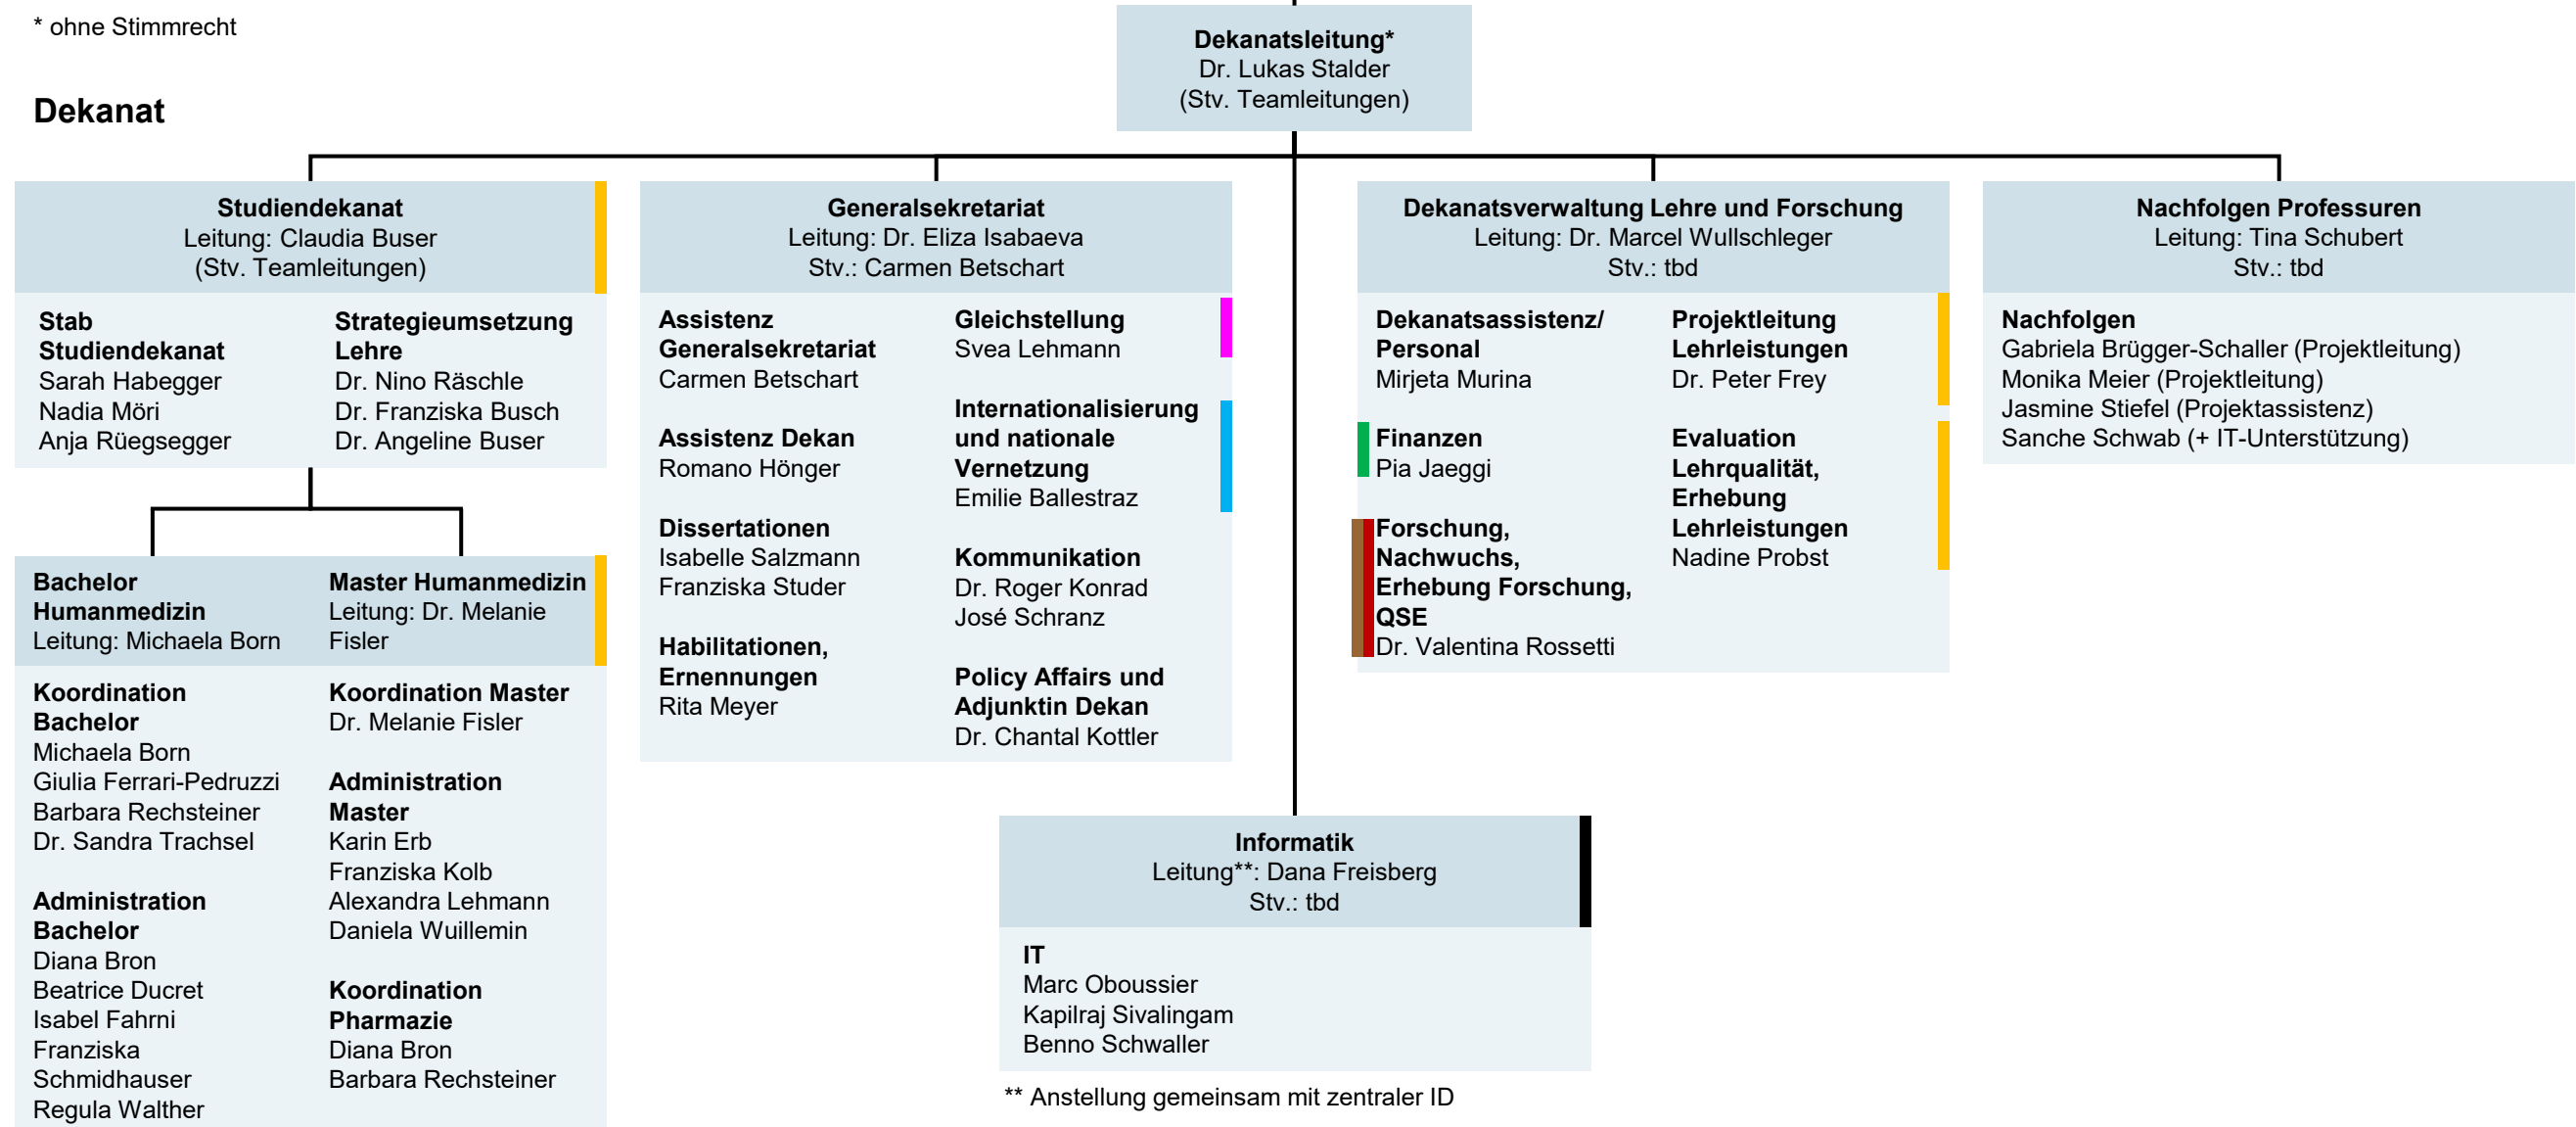 * ohne Stimmrecht
Dekanat
Dekanatsleitung*
Dr. Lukas Stalder
(Stv. Teamleitungen)
Studiendekanat
Leitung: Claudia Buser
(Stv. Teamleitungen)
Stab
Studiendekanat
Sarah Habegger
Nadia Möri
Anja Rüegsegger
Strategieumsetzung
Lehre
Dr. Nino Räschle
Dr. Franziska Busch
Dr. Angeline Buser
Bachelor
Humanmedizin
Leitung: Michaela Born
Master Humanmedizin
Leitung: Dr. Melanie
Fisler
Koordination
Bachelor
Michaela Born
Giulia Ferrari-Pedruzzi
Barbara Rechsteiner
Dr. Sandra Trachsel
Administration
Bachelor
Diana Bron
Beatrice Ducret
Isabel Fahrni
Franziska
Schmidhauser
Regula Walther
Koordination Master
Dr. Melanie Fisler
Administration
Master
Karin Erb
Franziska Kolb
Alexandra Lehmann
Daniela Wuillemin
Koordination
Pharmazie
Diana Bron
Barbara Rechsteiner
Generalsekretariat
Leitung: Dr. Eliza Isabaeva
Stv.: Carmen Betschart
Assistenz
Generalsekretariat
Carmen Betschart
Assistenz Dekan
Romano Hönger
Dissertationen
Isabelle Salzmann
Franziska Studer
Habilitationen,
Ernennungen
Rita Meyer
Gleichstellung
Svea Lehmann
Internationalisierung
und nationale
Vernetzung
Emilie Ballestraz
Kommunikation
Dr. Roger Konrad
José Schranz
Policy Affairs und
Adjunktin Dekan
Dr. Chantal Kottler
Dekanatsverwaltung Lehre und Forschung
Leitung: Dr. Marcel Wullschleger
Stv.: tbd
Dekanatsassistenz/
Personal
Mirjeta Murina
Finanzen
Pia Jaeggi
Forschung,
Nachwuchs,
Erhebung Forschung,
QSE
Dr. Valentina Rossetti
Projektleitung
Lehrleistungen
Dr. Peter Frey
Evaluation
Lehrqualität,
Erhebung
Lehrleistungen
Nadine Probst
Nachfolgen Professuren
Leitung: Tina Schubert
Stv.: tbd
Nachfolgen
Gabriela Brügger-Schaller (Projektleitung)
Monika Meier (Projektleitung)
Jasmine Stiefel (Projektassistenz)
Sanche Schwab (+ IT-Unterstützung)
Informatik
Leitung**: Dana Freisberg
Stv.: tbd
IT
Marc Oboussier
Kapilraj Sivalingam
Benno Schwaller
** Anstellung gemeinsam mit zentraler ID